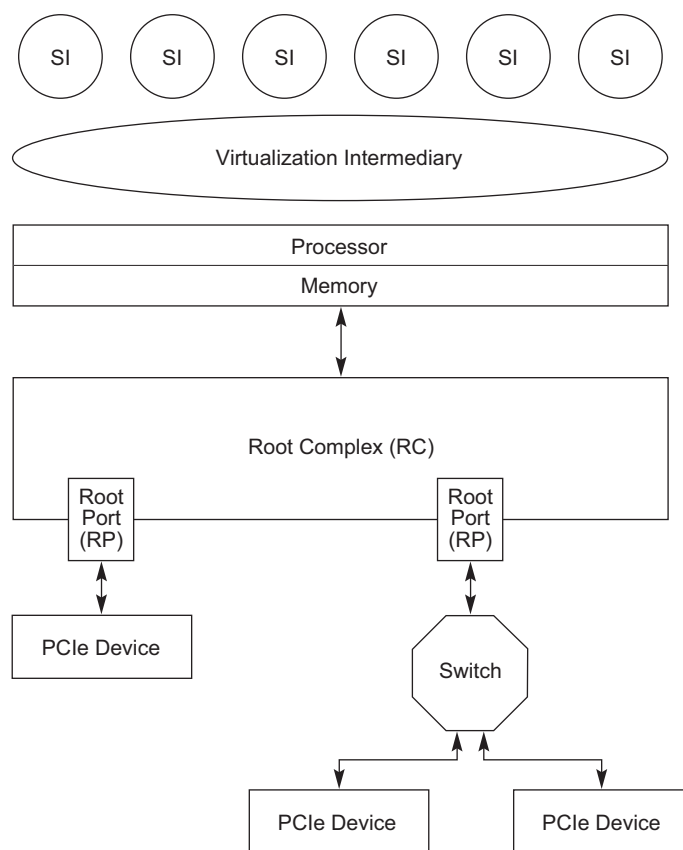 SI SI SI SI SI SI
Virtualization Intermediary
Processor
Memory
Root Complex (RC)
Root
Port
(RP)
Root
Port
(RP)
PCIe Device
Switch
PCIe Device
PCIe Device